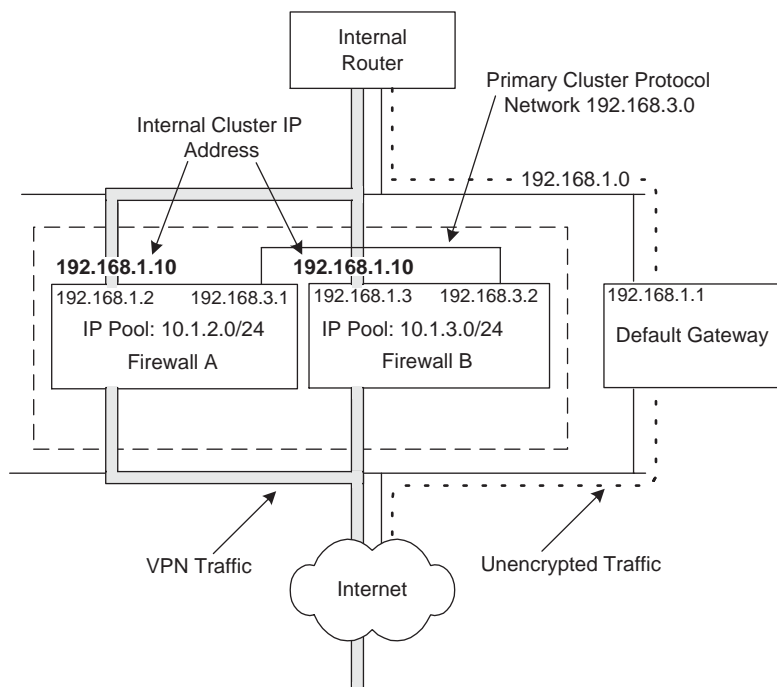 Internal
Router
Primary Cluster Protocol
Network 192.168.3.0
Internal Cluster IP
Address
192.168.1.0
192.168.1.10
192.168.1.10
192.168.1.2
192.168.3.1
IP Pool: 10.1.2.0/24
Firewall A
192.168.1.3
192.168.3.2
IP Pool: 10.1.3.0/24
Firewall B
192.168.1.1
Default Gateway
VPN Traffic
Unencrypted Traffic
Internet